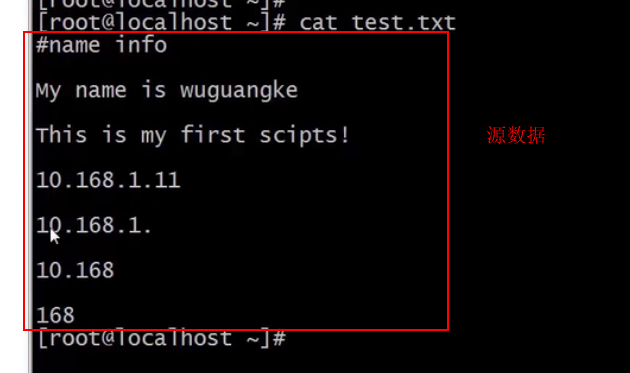 [root@localhost ~]#
[root@localhost ~]# cat test.txt
#name info
My name is wuguangke
This is my first scipts!
源数据
10.168.1.11
10.168.1.
10.168
168
[root@localhost ~]#